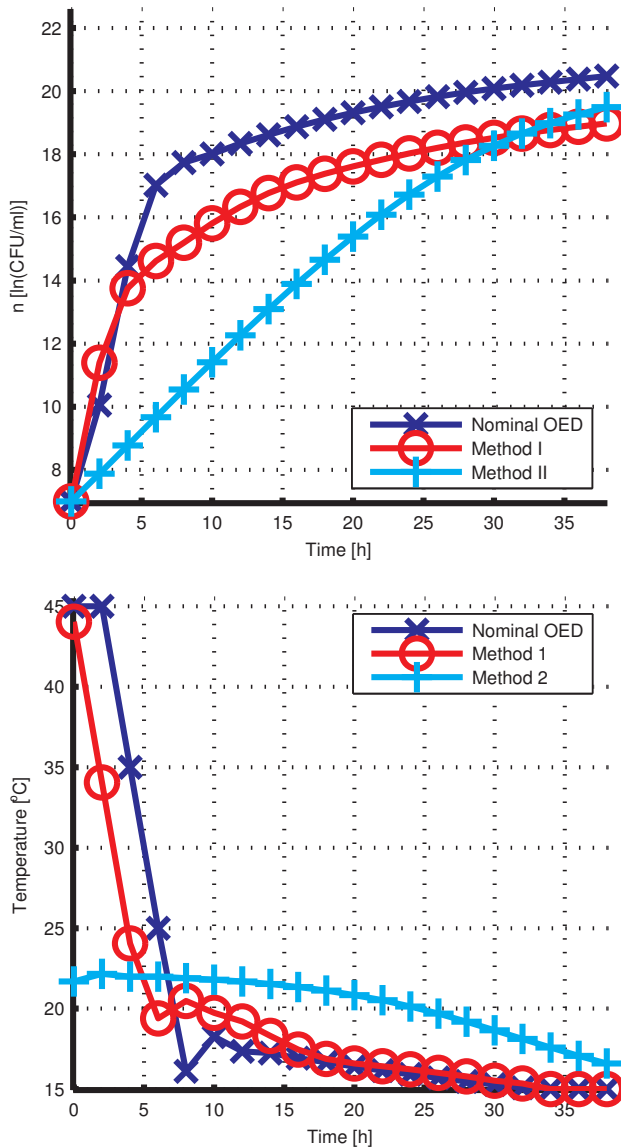 22
20
18
16
14
12
10
8
n [ln(CFU/ml)]
Nominal OED
Method I
Method II
0 5 10 15 20 25 30 35
Time [h]
45
40
35
30
25
20
15
Temperature [°C]
Nominal OED
Method 1
Method 2
0 5 10 15 20 25 30 35
Time [h]